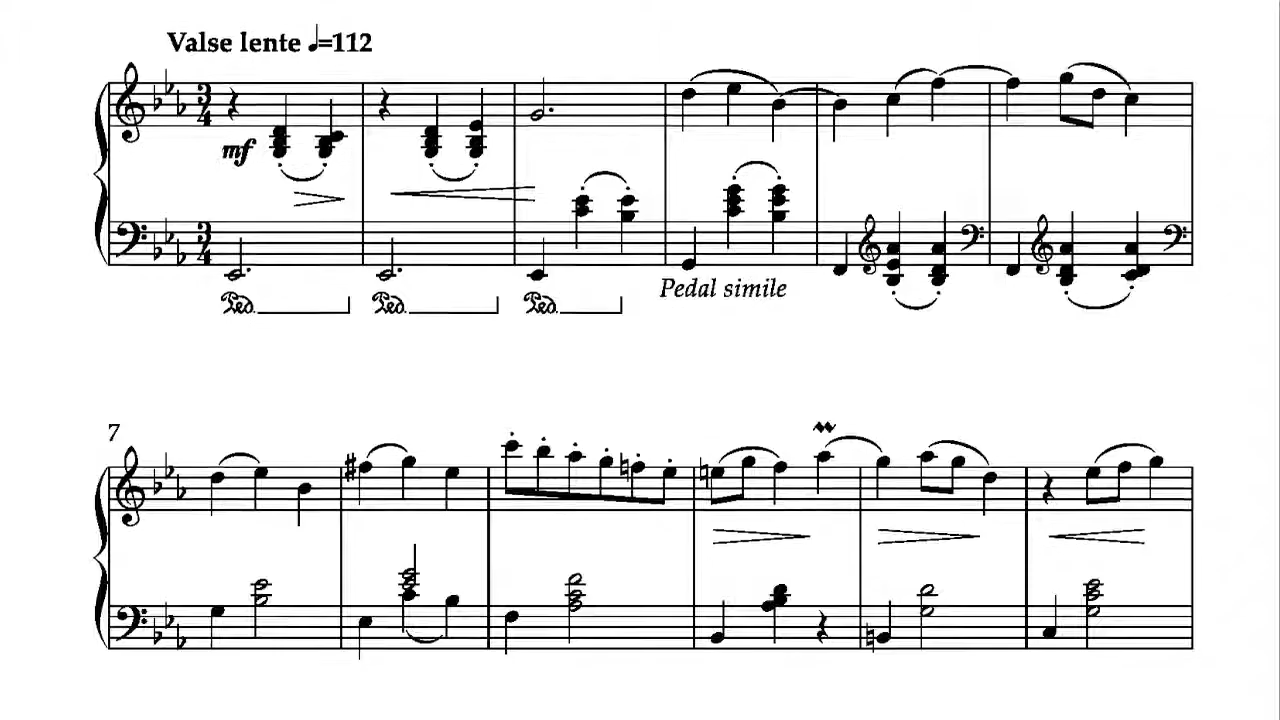 Valse lente ♩=112
mf
Ped. Ped. Ped. Pedal simile
7